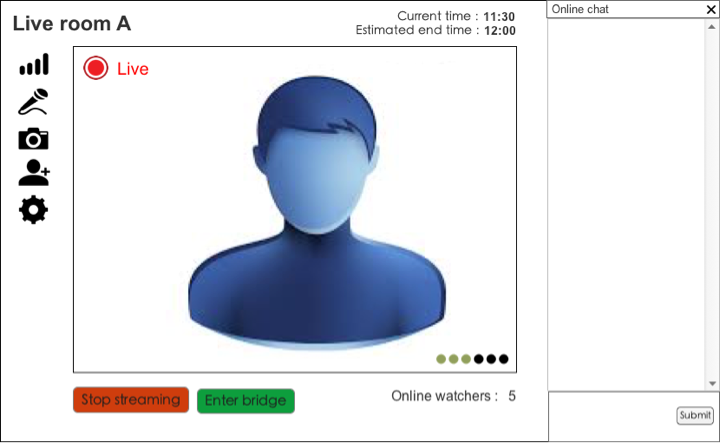 Live room A
Current time : 11:30
Estimated end time : 12:00
Live
Stop streaming
Enter bridge
Online watchers : 5
Online chat
Submit